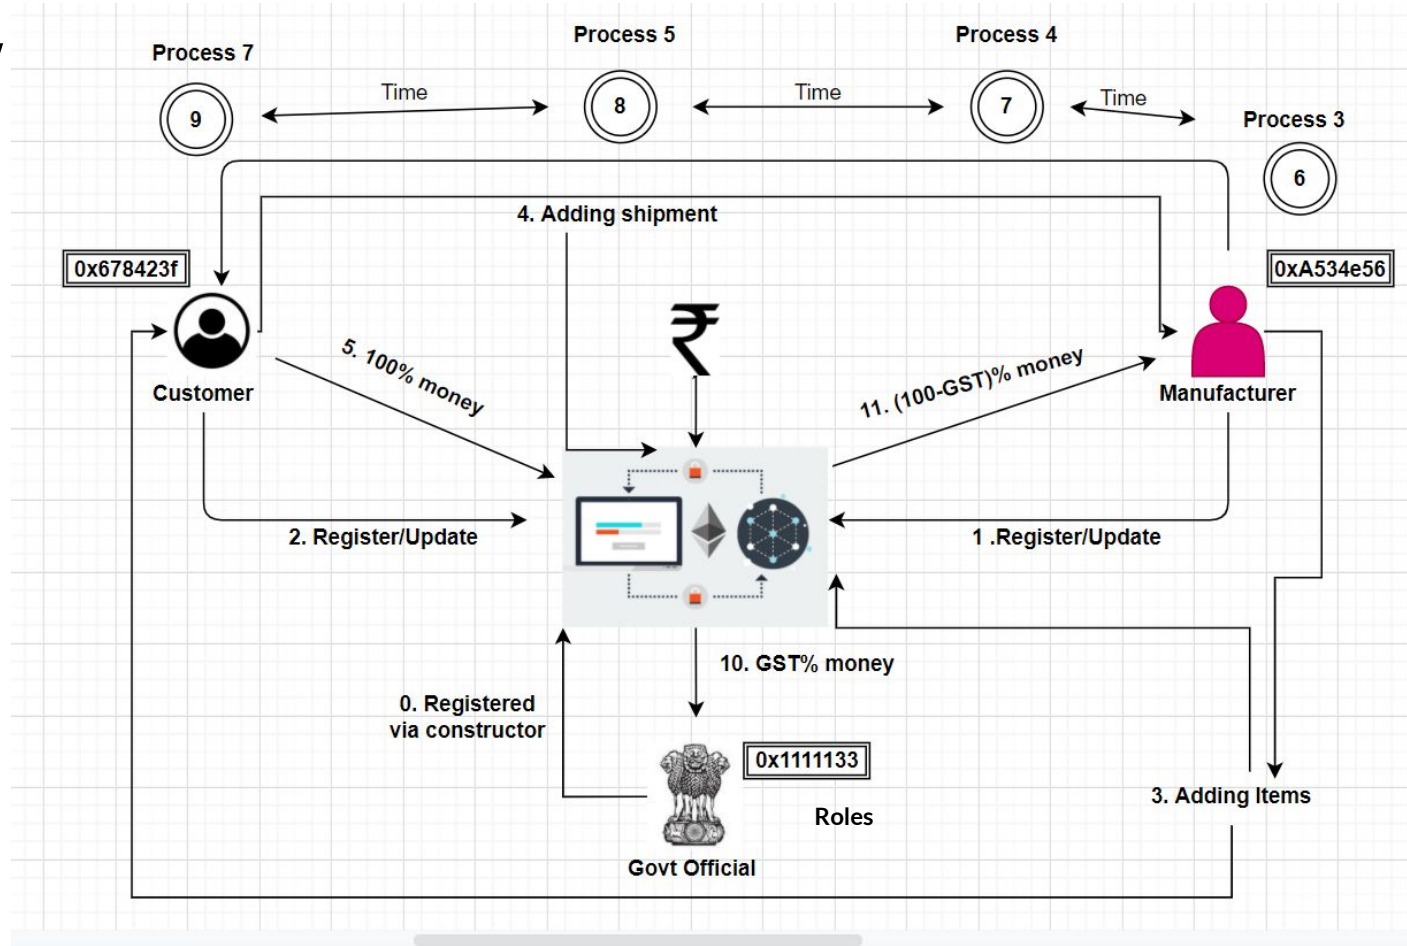 Process 7
Process 5
Process 4
Time
Time
Time
Process 3
9
8
7
6
4. Adding shipment
0x678423f
0xA534e56
₹
5. 100% money
11. (100-GST)% money
Customer
Manufacturer
2. Register/Update
1 .Register/Update
10. GST% money
0. Registered
via constructor
0x1111133
3. Adding Items
Roles
Govt Official